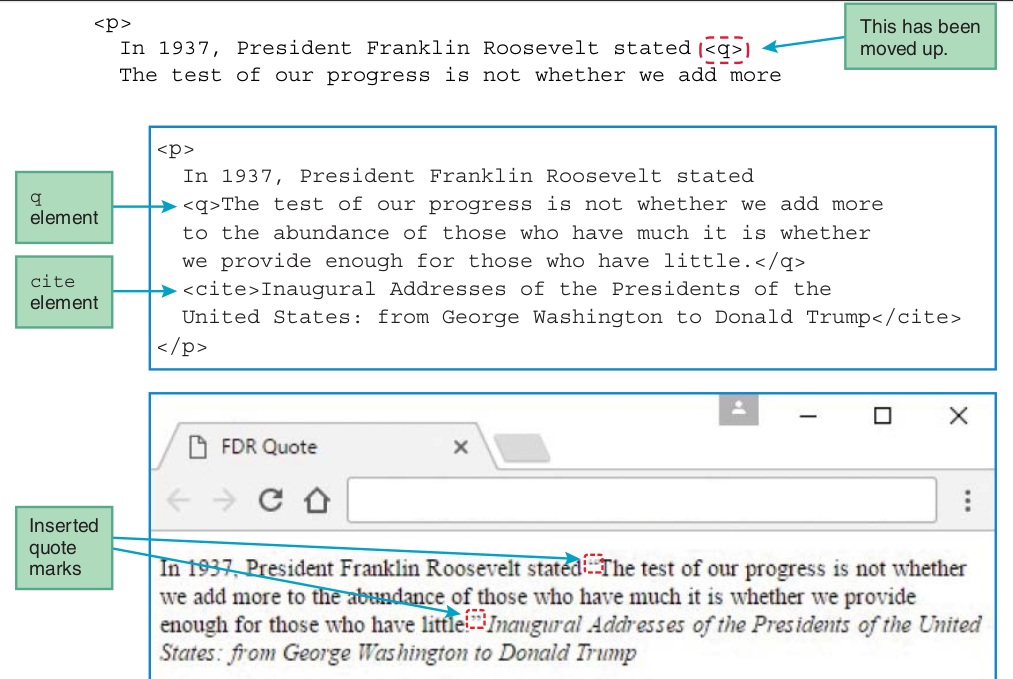 <p>
In 1937, President Franklin Roosevelt stated <q>
The test of our progress is not whether we add more
This has been
moved up.
<p>
In 1937, President Franklin Roosevelt stated
<q>The test of our progress is not whether we add more
to the abundance of those who have much it is whether
we provide enough for those who have little.</q>
<cite>Inaugural Addresses of the Presidents of the
United States: from George Washington to Donald Trump</cite>
</p>
q
element
cite
element
FDR Quote
Inserted
quote
marks
In 1937, President Franklin Roosevelt stated “The test of our progress is not whether
we add more to the abundance of those who have much it is whether we provide
enough for those who have little.” Inaugural Addresses of the Presidents of the United
States: from George Washington to Donald Trump